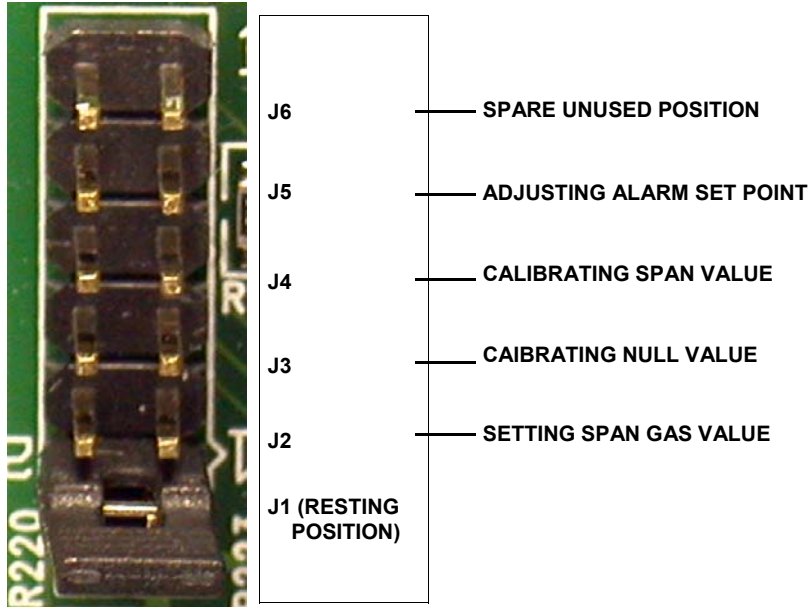 J6 SPARE UNUSED POSITION
J5 ADJUSTING ALARM SET POINT
J4 CALIBRATING SPAN VALUE
J3 CAIBRATING NULL VALUE
J2 SETTING SPAN GAS VALUE
J1 (RESTING
POSITION)
R220